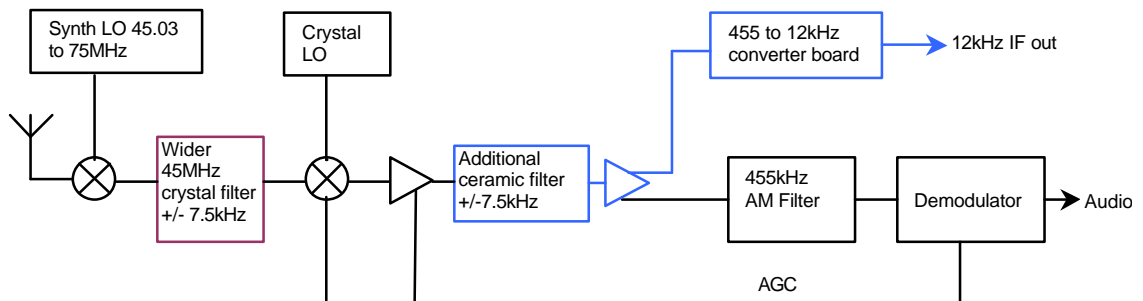 Synth LO 45.03
to 75MHz
Crystal
LO
455 to 12kHz
converter board
12kHz IF out
Wider
45MHz
crystal filter
+/- 7.5kHz
Additional
ceramic filter
+/-7.5kHz
455kHz
AM Filter
Demodulator
Audio
AGC